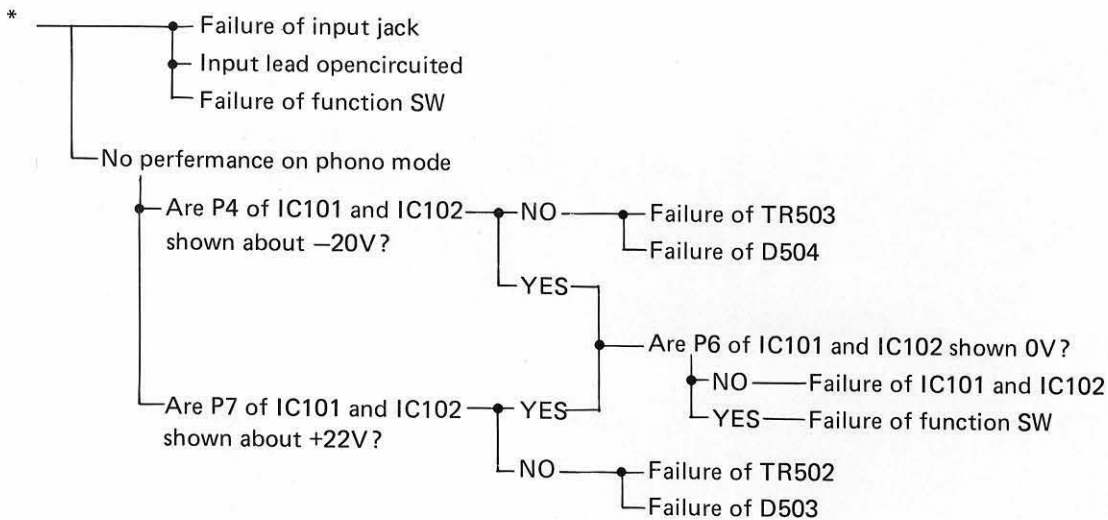 *
Failure of input jack
Input lead opencircuited
Failure of function SW
No perfermance on phono mode
Are P4 of IC101 and IC102
shown about −20V?
NO
Failure of TR503
Failure of D504
YES
Are P6 of IC101 and IC102 shown 0V?
NO
Failure of IC101 and IC102
YES
Failure of function SW
Are P7 of IC101 and IC102
shown about +22V?
YES
NO
Failure of TR502
Failure of D503